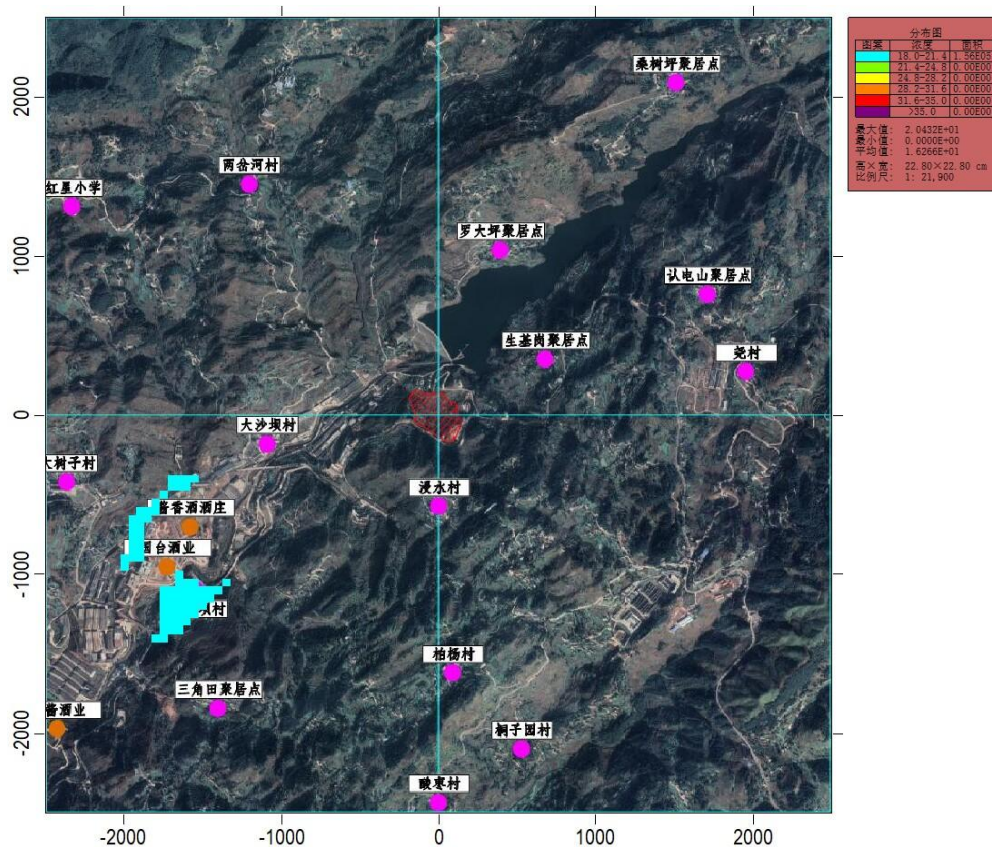 分布图
图案 浓度 面积
18.0-21.4 1.56E05
21.4-24.8 0.00E00
24.8-28.2 0.00E00
28.2-31.6 0.00E00
31.6-35.0 0.00E00
>35.0 0.00E00
最大值: 2.0432E+01
最小值: 0.0000E+00
平均值: 1.6266E+01
高×宽: 22.80×22.80 cm
比例尺: 1: 21,900
2000
1000
0
-1000
-2000
桑树坪聚居点
两岔河村
红星小学
罗大坪聚居点
认电山聚居点
生基岗聚居点
尧村
大沙坝村
大树子村
浸水村
酱香酒酒庄
国台酒业
坝村
柏杨村
三角田聚居点
酱酒业
桐子园村
酸枣村
-2000
-1000
0
1000
2000